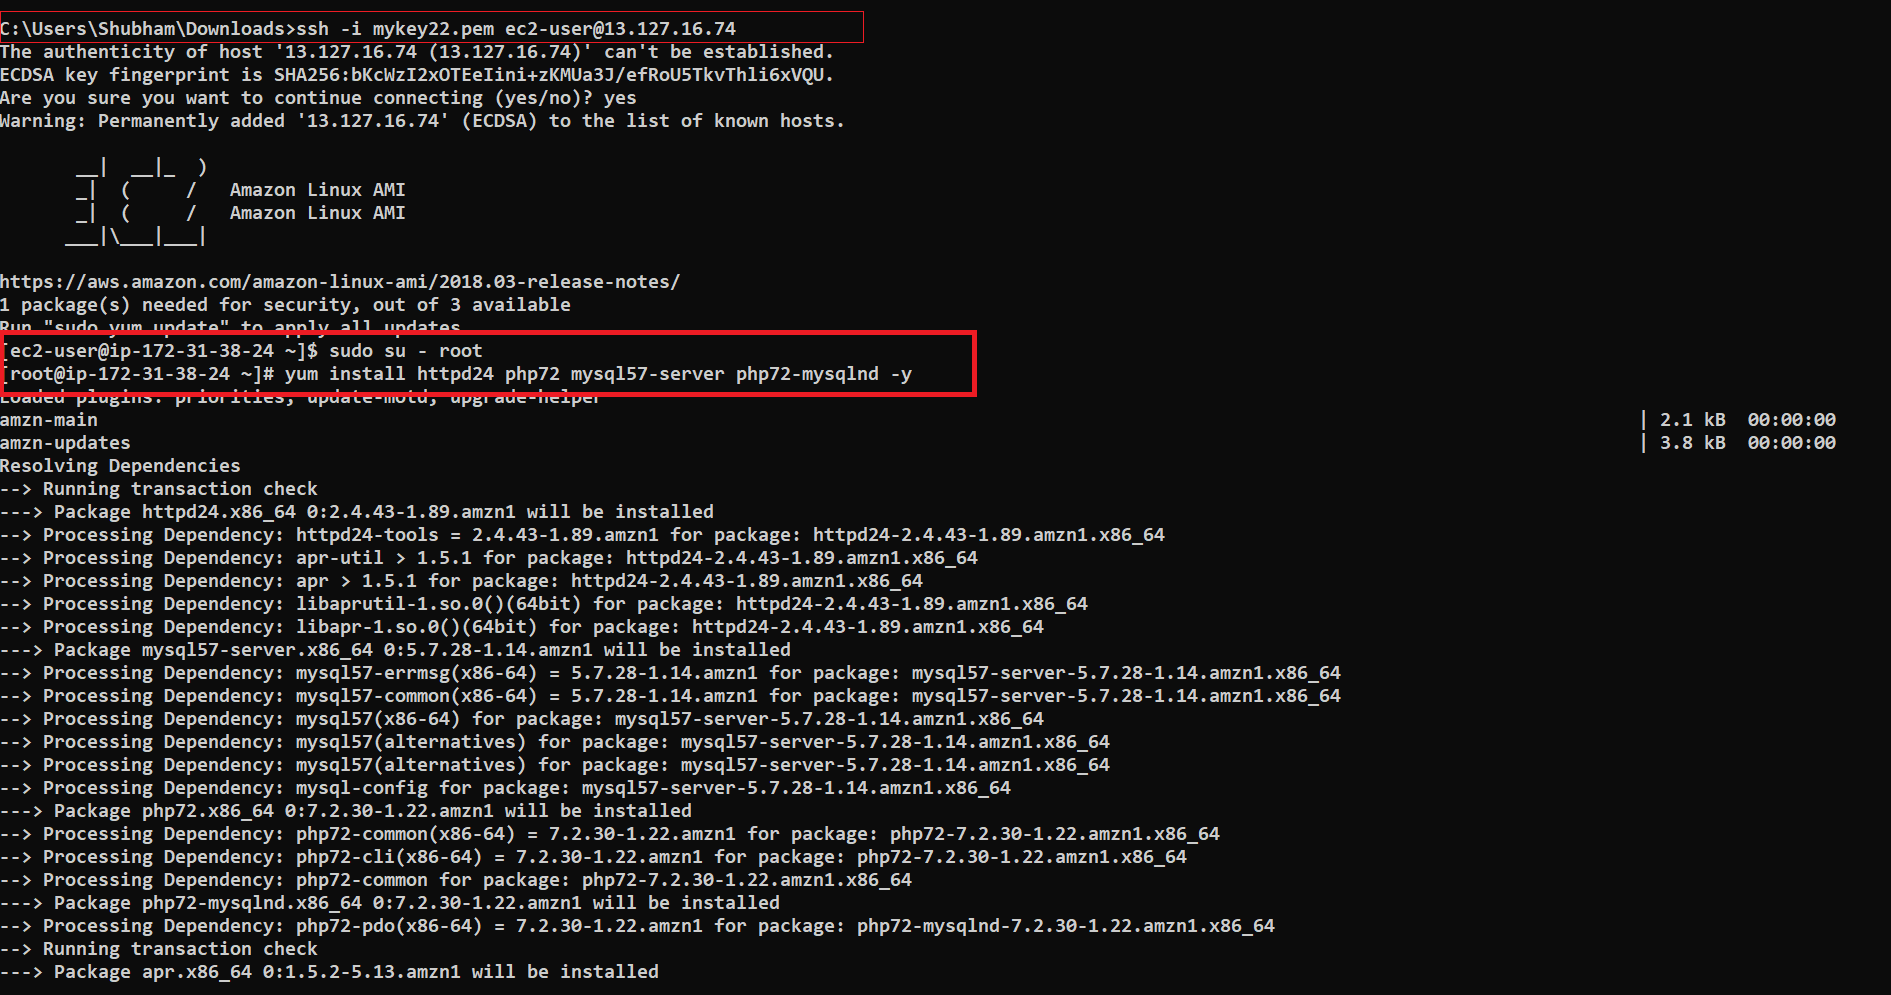 C:\Users\Shubham\Downloads>ssh -i mykey22.pem ec2-user@13.127.16.74
The authenticity of host '13.127.16.74 (13.127.16.74)' can't be established.
ECDSA key fingerprint is SHA256:bKcWzI2xOTEeIini+zKMUa3J/efRoU5TkvThli6xVQU.
Are you sure you want to continue connecting (yes/no)? yes
Warning: Permanently added '13.127.16.74' (ECDSA) to the list of known hosts.
       __|  __|_  )
       _|  (     /   Amazon Linux AMI
       _|  (     /   Amazon Linux AMI
      ___|\___|___|
https://aws.amazon.com/amazon-linux-ami/2018.03-release-notes/
1 package(s) needed for security, out of 3 available
Run "sudo yum update" to apply all updates
[ec2-user@ip-172-31-38-24 ~]$ sudo su - root
[root@ip-172-31-38-24 ~]# yum install httpd24 php72 mysql57-server php72-mysqlnd -y
Loaded plugins: priorities, update-motd, upgrade-helper
amzn-main | 2.1 kB  00:00:00
amzn-updates | 3.8 kB  00:00:00
Resolving Dependencies
--> Running transaction check
---> Package httpd24.x86_64 0:2.4.43-1.89.amzn1 will be installed
--> Processing Dependency: httpd24-tools = 2.4.43-1.89.amzn1 for package: httpd24-2.4.43-1.89.amzn1.x86_64
--> Processing Dependency: apr-util > 1.5.1 for package: httpd24-2.4.43-1.89.amzn1.x86_64
--> Processing Dependency: apr > 1.5.1 for package: httpd24-2.4.43-1.89.amzn1.x86_64
--> Processing Dependency: libaprutil-1.so.0()(64bit) for package: httpd24-2.4.43-1.89.amzn1.x86_64
--> Processing Dependency: libapr-1.so.0()(64bit) for package: httpd24-2.4.43-1.89.amzn1.x86_64
---> Package mysql57-server.x86_64 0:5.7.28-1.14.amzn1 will be installed
--> Processing Dependency: mysql57-errmsg(x86-64) = 5.7.28-1.14.amzn1 for package: mysql57-server-5.7.28-1.14.amzn1.x86_64
--> Processing Dependency: mysql57-common(x86-64) = 5.7.28-1.14.amzn1 for package: mysql57-server-5.7.28-1.14.amzn1.x86_64
--> Processing Dependency: mysql57(x86-64) for package: mysql57-server-5.7.28-1.14.amzn1.x86_64
--> Processing Dependency: mysql57(alternatives) for package: mysql57-server-5.7.28-1.14.amzn1.x86_64
--> Processing Dependency: mysql57(alternatives) for package: mysql57-server-5.7.28-1.14.amzn1.x86_64
--> Processing Dependency: mysql-config for package: mysql57-server-5.7.28-1.14.amzn1.x86_64
---> Package php72.x86_64 0:7.2.30-1.22.amzn1 will be installed
--> Processing Dependency: php72-common(x86-64) = 7.2.30-1.22.amzn1 for package: php72-7.2.30-1.22.amzn1.x86_64
--> Processing Dependency: php72-cli(x86-64) = 7.2.30-1.22.amzn1 for package: php72-7.2.30-1.22.amzn1.x86_64
--> Processing Dependency: php72-common for package: php72-7.2.30-1.22.amzn1.x86_64
---> Package php72-mysqlnd.x86_64 0:7.2.30-1.22.amzn1 will be installed
--> Processing Dependency: php72-pdo(x86-64) = 7.2.30-1.22.amzn1 for package: php72-mysqlnd-7.2.30-1.22.amzn1.x86_64
--> Running transaction check
---> Package apr.x86_64 0:1.5.2-5.13.amzn1 will be installed